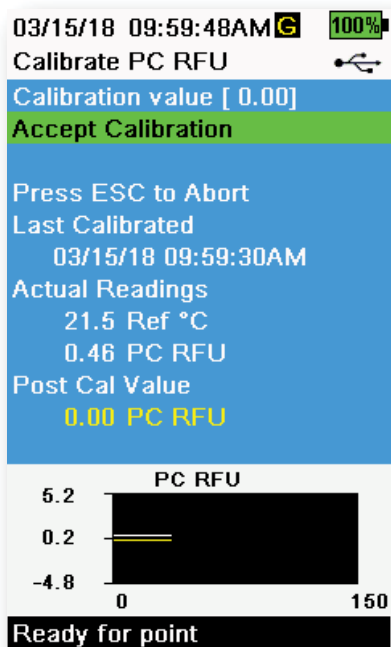 03/15/18 09:59:48AM G 100%
Calibrate PC RFU
Calibration value [ 0.00]
Accept Calibration
Press ESC to Abort
Last Calibrated
03/15/18 09:59:30AM
Actual Readings
21.5 Ref °C
0.46 PC RFU
Post Cal Value
0.00 PC RFU
PC RFU
5.2
0.2
-4.8
0 150
Ready for point